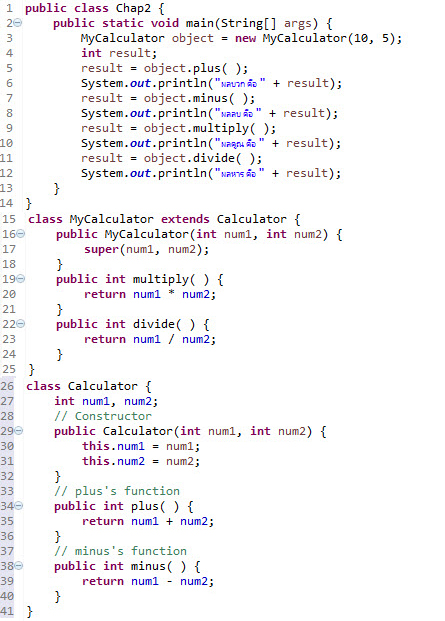 1 public class Chap2 {
2 public static void main(String[] args) {
3 MyCalculator object = new MyCalculator(10, 5);
4 int result;
5 result = object.plus( );
6 System.out.println("ผลบวก คือ " + result);
7 result = object.minus( );
8 System.out.println("ผลลบ คือ " + result);
9 result = object.multiply( );
10 System.out.println("ผลคูณ คือ " + result);
11 result = object.divide( );
12 System.out.println("ผลหาร คือ " + result);
13 }
14 }
15 class MyCalculator extends Calculator {
16 public MyCalculator(int num1, int num2) {
17 super(num1, num2);
18 }
19 public int multiply( ) {
20 return num1 * num2;
21 }
22 public int divide( ) {
23 return num1 / num2;
24 }
25 }
26 class Calculator {
27 int num1, num2;
28 // Constructor
29 public Calculator(int num1, int num2) {
30 this.num1 = num1;
31 this.num2 = num2;
32 }
33 // plus's function
34 public int plus( ) {
35 return num1 + num2;
36 }
37 // minus's function
38 public int minus( ) {
39 return num1 - num2;
40 }
41 }